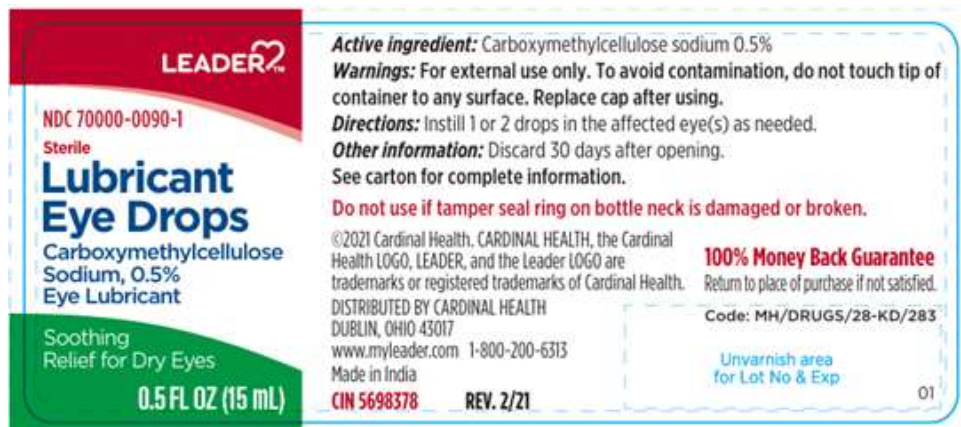 LEADER™
NDC 70000-0090-1
Sterile
Lubricant
Eye Drops
Carboxymethylcellulose
Sodium, 0.5%
Eye Lubricant
Soothing
Relief for Dry Eyes
0.5 FL OZ (15 mL)
Active ingredient: Carboxymethylcellulose sodium 0.5%
Warnings: For external use only. To avoid contamination, do not touch tip of
container to any surface. Replace cap after using.
Directions: Instill 1 or 2 drops in the affected eye(s) as needed.
Other information: Discard 30 days after opening.
See carton for complete information.
Do not use if tamper seal ring on bottle neck is damaged or broken.
©2021 Cardinal Health. CARDINAL HEALTH, the Cardinal
Health LOGO, LEADER, and the Leader LOGO are
trademarks or registered trademarks of Cardinal Health.
DISTRIBUTED BY CARDINAL HEALTH
DUBLIN, OHIO 43017
www.myleader.com 1-800-200-6313
Made in India
CIN 5698378 REV. 2/21
100% Money Back Guarantee
Return to place of purchase if not satisfied.
Code: MH/DRUGS/28-KD/283
Unvarnish area
for Lot No & Exp
01